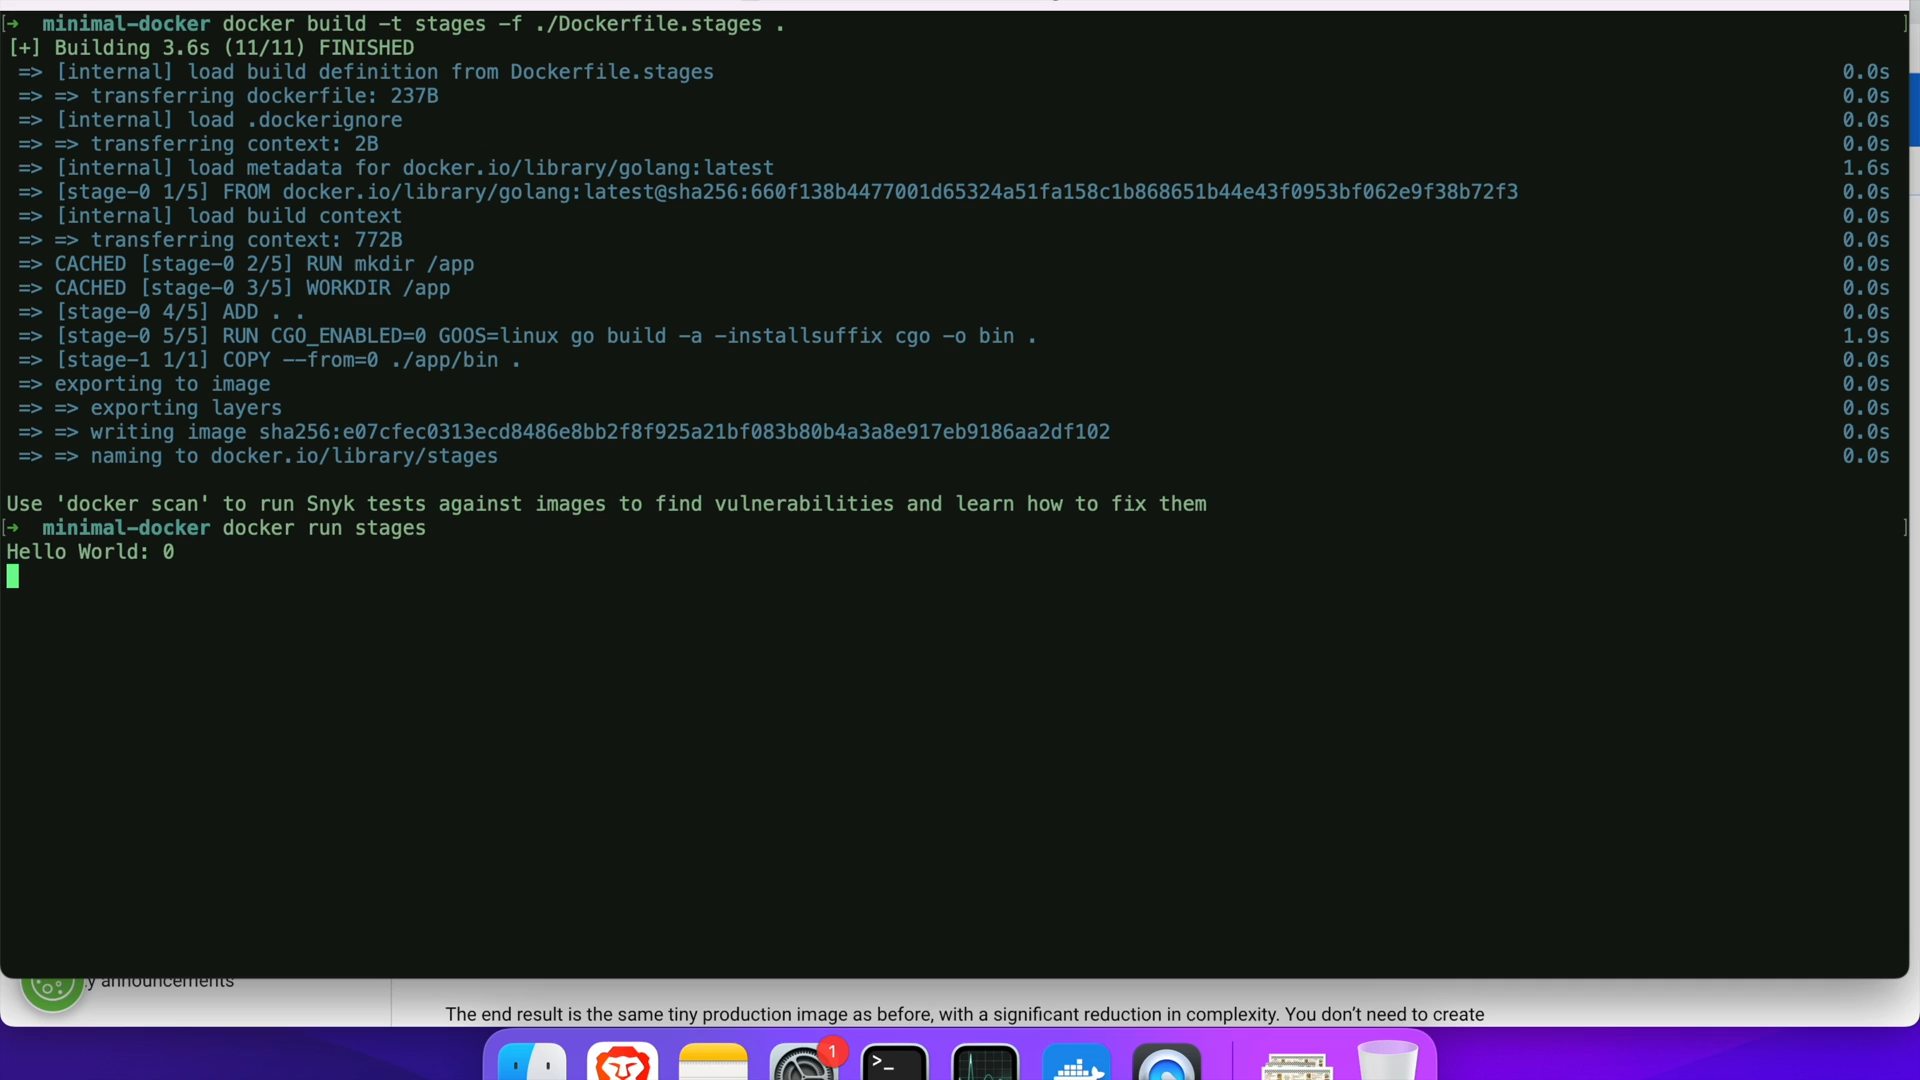 [→ minimal-docker docker build -t stages -f ./Dockerfile.stages . ]
[+] Building 3.6s (11/11) FINISHED
=> [internal] load build definition from Dockerfile.stages 0.0s
=> => transferring dockerfile: 237B 0.0s
=> [internal] load .dockerignore 0.0s
=> => transferring context: 2B 0.0s
=> [internal] load metadata for docker.io/library/golang:latest 1.6s
=> [stage-0 1/5] FROM docker.io/library/golang:latest@sha256:660f138b4477001d65324a51fa158c1b868651b44e43f0953bf062e9f38b72f3 0.0s
=> [internal] load build context 0.0s
=> => transferring context: 772B 0.0s
=> CACHED [stage-0 2/5] RUN mkdir /app 0.0s
=> CACHED [stage-0 3/5] WORKDIR /app 0.0s
=> [stage-0 4/5] ADD . . 0.0s
=> [stage-0 5/5] RUN CGO_ENABLED=0 GOOS=linux go build -a -installsuffix cgo -o bin . 1.9s
=> [stage-1 1/1] COPY --from=0 ./app/bin . 0.0s
=> exporting to image 0.0s
=> => exporting layers 0.0s
=> => writing image sha256:e07cfec0313ecd8486e8bb2f8f925a21bf083b80b4a3a8e917eb9186aa2df102 0.0s
=> => naming to docker.io/library/stages 0.0s
Use 'docker scan' to run Snyk tests against images to find vulnerabilities and learn how to fix them
[→ minimal-docker docker run stages ]
Hello World: 0
y announcements
The end result is the same tiny production image as before, with a significant reduction in complexity. You don't need to create
1
>_